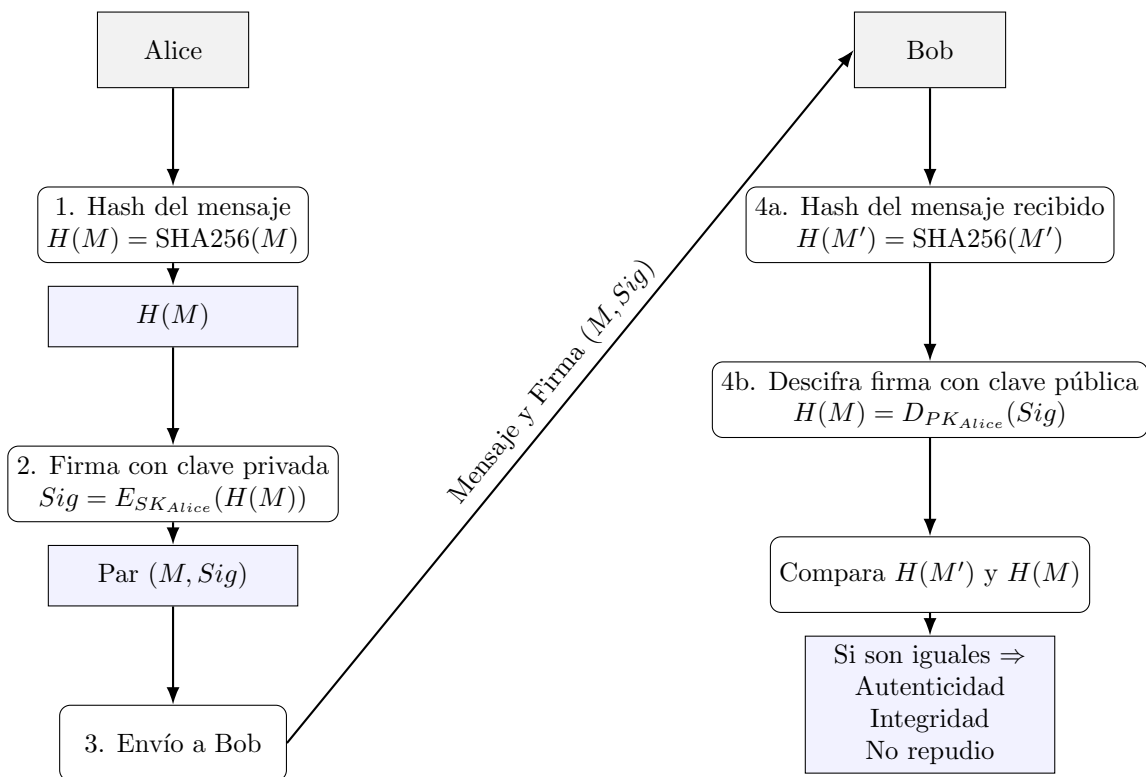 Alice
1. Hash del mensaje
H(M) = SHA256(M)
H(M)
2. Firma con clave privada
Sig = E_{SK_{Alice}}(H(M))
Par (M, Sig)
3. Envío a Bob
Mensaje y Firma (M, Sig)
Bob
4a. Hash del mensaje recibido
H(M′) = SHA256(M′)
4b. Descifra firma con clave pública
H(M) = D_{PK_{Alice}}(Sig)
Compara H(M′) y H(M)
Si son iguales ⇒
Autenticidad
Integridad
No repudio